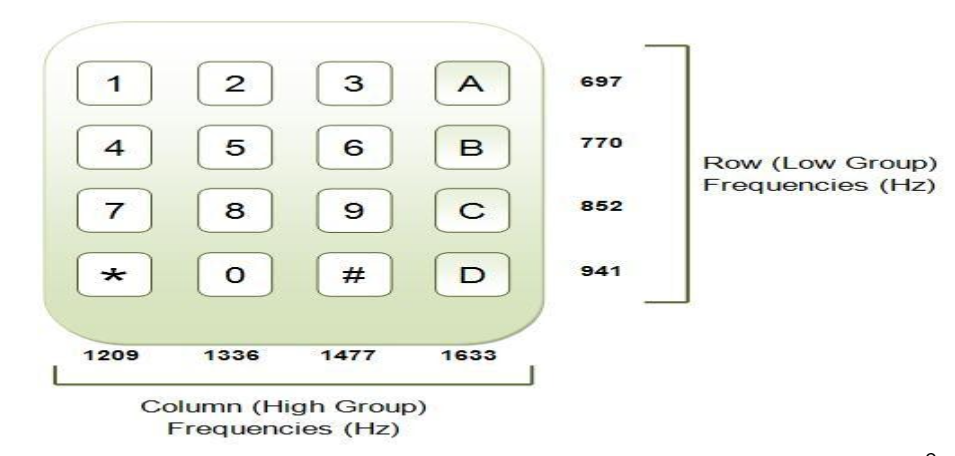 1 2 3 A 697
4 5 6 B 770
Row (Low Group)
Frequencies (Hz)
7 8 9 C 852
* 0 # D 941
1209 1336 1477 1633
Column (High Group)
Frequencies (Hz)